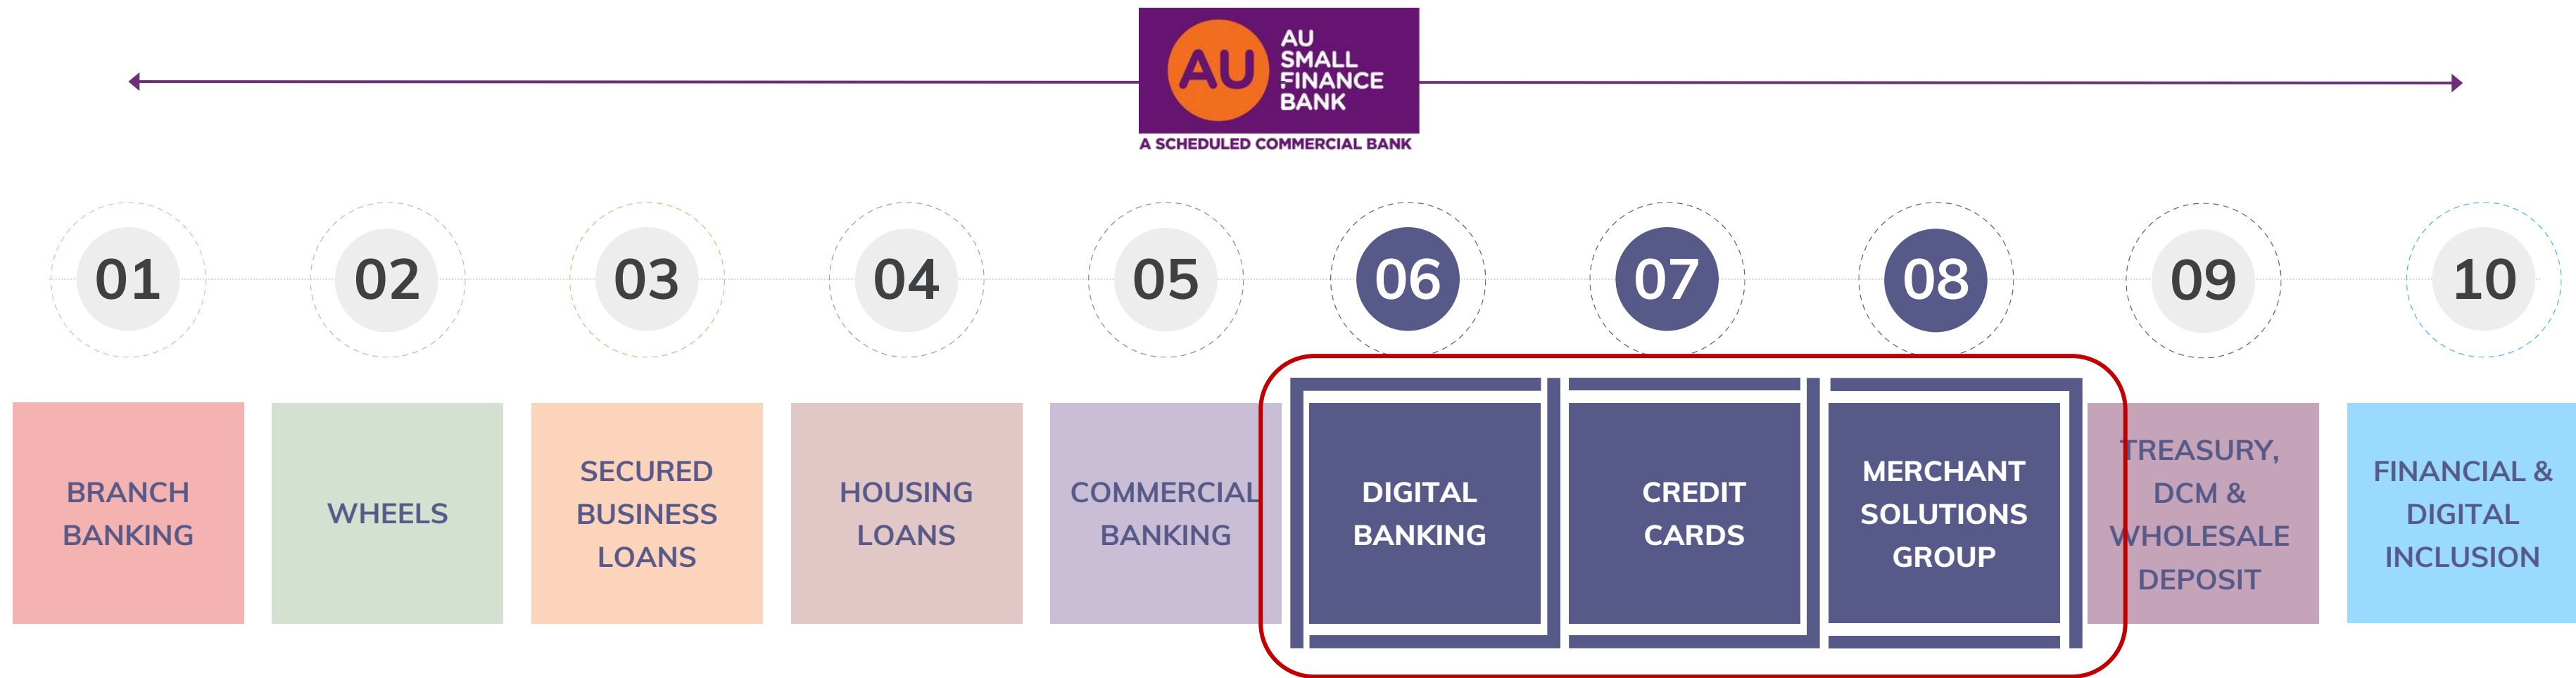 AU
AU
SMALL
FINANCE
BANK
A SCHEDULED COMMERCIAL BANK
01
02
03
04
05
06
07
08
09
10
BRANCH
BANKING
WHEELS
SECURED
BUSINESS
LOANS
HOUSING
LOANS
COMMERCIAL
BANKING
DIGITAL
BANKING
CREDIT
CARDS
MERCHANT
SOLUTIONS
GROUP
TREASURY,
DCM &
WHOLESALE
DEPOSIT
FINANCIAL &
DIGITAL
INCLUSION